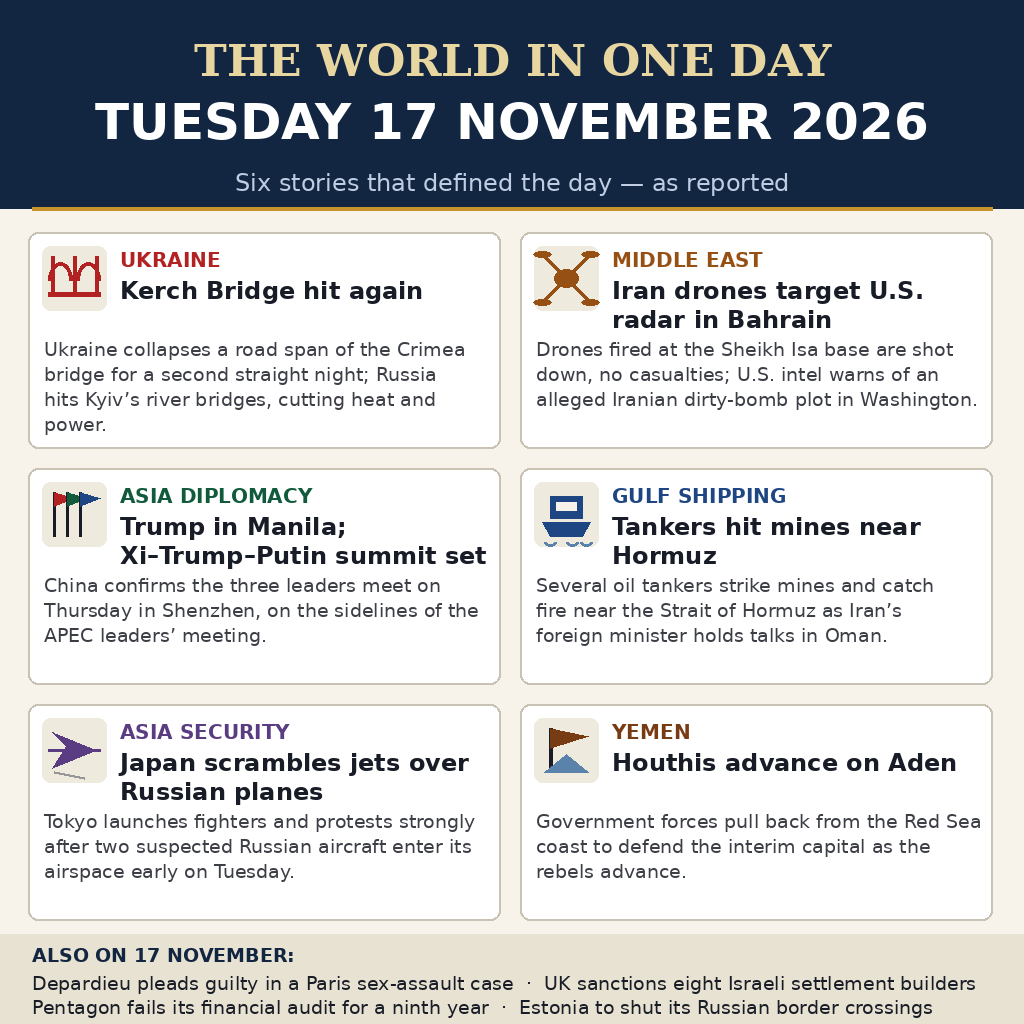 THE WORLD IN ONE DAY
TUESDAY 17 NOVEMBER 2026
Six stories that defined the day — as reported
UKRAINE
Kerch Bridge hit again
Ukraine collapses a road span of the Crimea
bridge for a second straight night; Russia
hits Kyiv’s river bridges, cutting heat and
power.
MIDDLE EAST
Iran drones target U.S.
radar in Bahrain
Drones fired at the Sheikh Isa base are shot
down, no casualties; U.S. intel warns of an
alleged Iranian dirty-bomb plot in Washington.
ASIA DIPLOMACY
Trump in Manila;
Xi–Trump–Putin summit set
China confirms the three leaders meet on
Thursday in Shenzhen, on the sidelines of the
APEC leaders’ meeting.
GULF SHIPPING
Tankers hit mines near
Hormuz
Several oil tankers strike mines and catch
fire near the Strait of Hormuz as Iran’s
foreign minister holds talks in Oman.
ASIA SECURITY
Japan scrambles jets over
Russian planes
Tokyo launches fighters and protests strongly
after two suspected Russian aircraft enter its
airspace early on Tuesday.
YEMEN
Houthis advance on Aden
Government forces pull back from the Red Sea
coast to defend the interim capital as the
rebels advance.
ALSO ON 17 NOVEMBER:
Depardieu pleads guilty in a Paris sex-assault case · UK sanctions eight Israeli settlement builders
Pentagon fails its financial audit for a ninth year · Estonia to shut its Russian border crossings